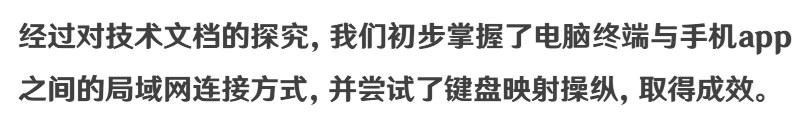 经过对技术文档的探究，我们初步掌握了电脑终端与手机app
之间的局域网连接方式，并尝试了键盘映射操纵，取得成效。